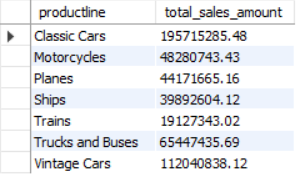 productline total_sales_amount
Classic Cars 195715285.48
Motorcycles 48280743.43
Planes 44171665.16
Ships 39892604.12
Trains 19127343.02
Trucks and Buses 65447435.69
Vintage Cars 112040838.12